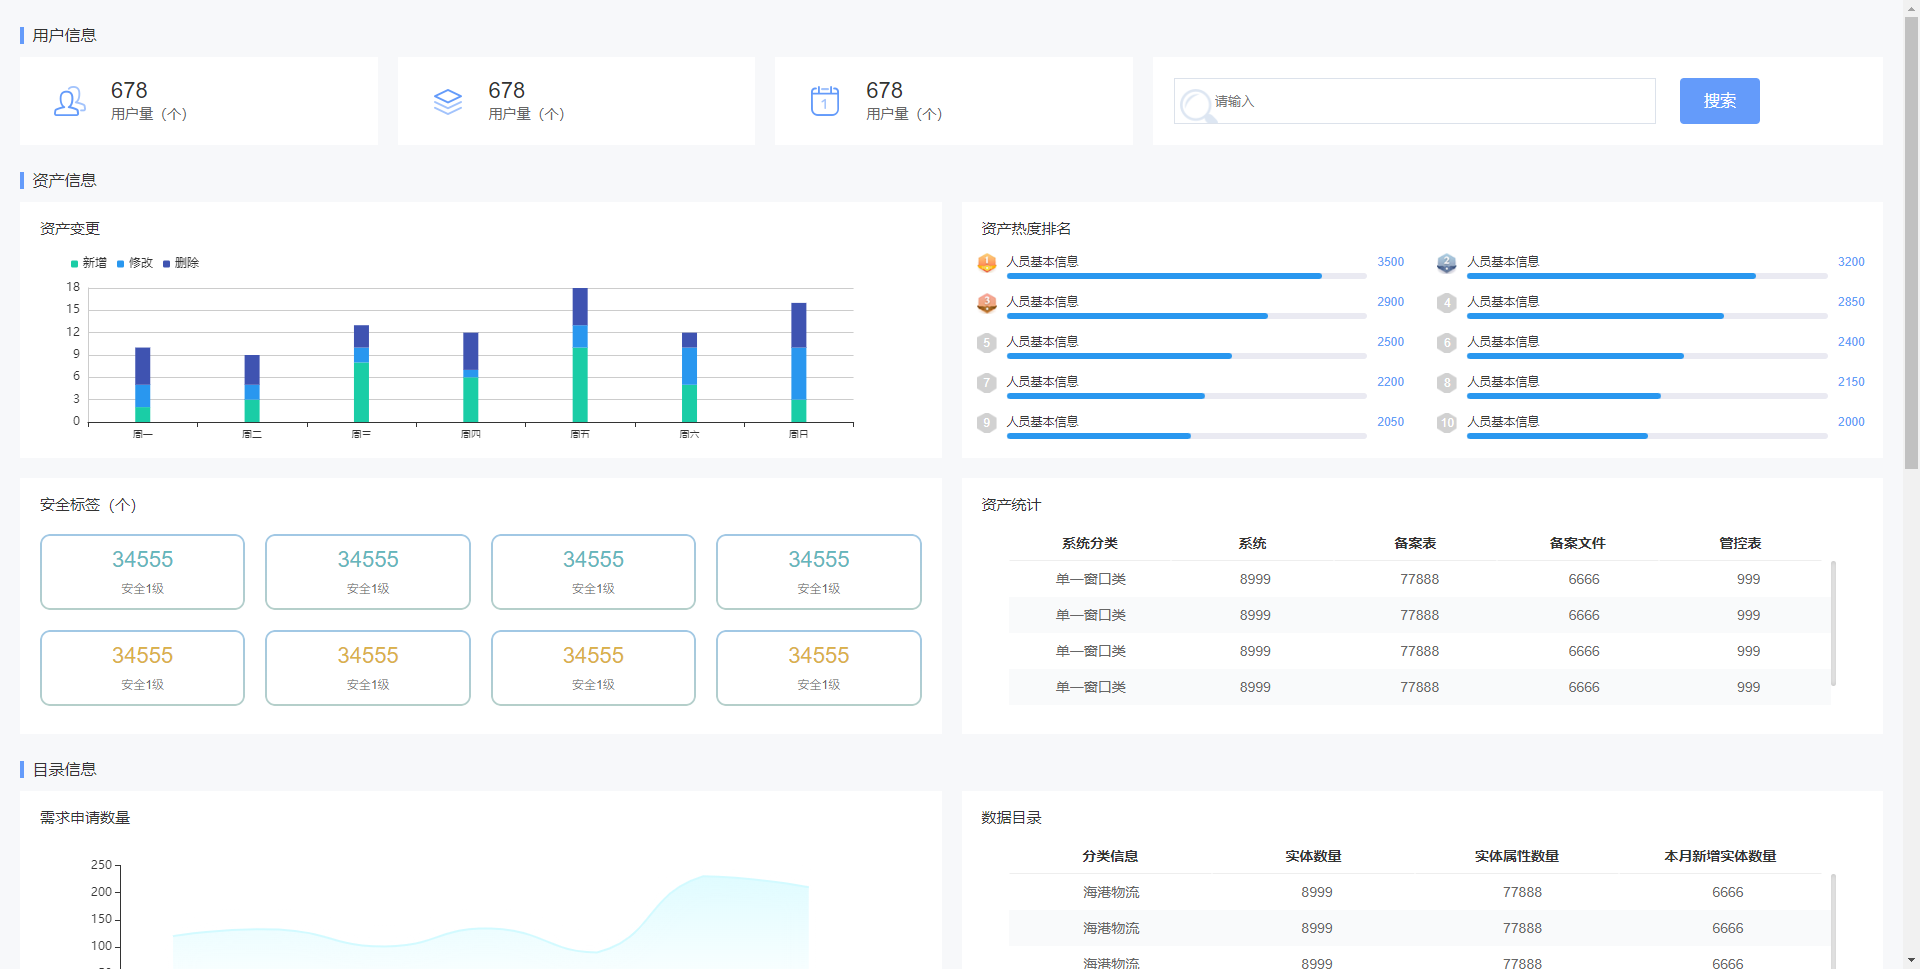 用户信息
678
用户量（个）
678
用户量（个）
1
678
用户量（个）
请输入
搜索
资产信息
资产变更
新增 修改 删除
18
15
12
9
6
3
0
周一 周二 周三 周四 周五 周六 周日
资产热度排名
1 人员基本信息 3500
2 人员基本信息 3200
3 人员基本信息 2900
4 人员基本信息 2850
5 人员基本信息 2500
6 人员基本信息 2400
7 人员基本信息 2200
8 人员基本信息 2150
9 人员基本信息 2050
10 人员基本信息 2000
安全标签（个）
34555 34555 34555 34555
安全1级 安全1级 安全1级 安全1级
34555 34555 34555 34555
安全1级 安全1级 安全1级 安全1级
资产统计
系统分类 系统 备案表 备案文件 管控表
单一窗口类 8999 77888 6666 999
单一窗口类 8999 77888 6666 999
单一窗口类 8999 77888 6666 999
单一窗口类 8999 77888 6666 999
目录信息
需求申请数量
250
200
150
100
数据目录
分类信息 实体数量 实体属性数量 本月新增实体数量
海港物流 8999 77888 6666
海港物流 8999 77888 6666
海港物流 8999 77888 6666